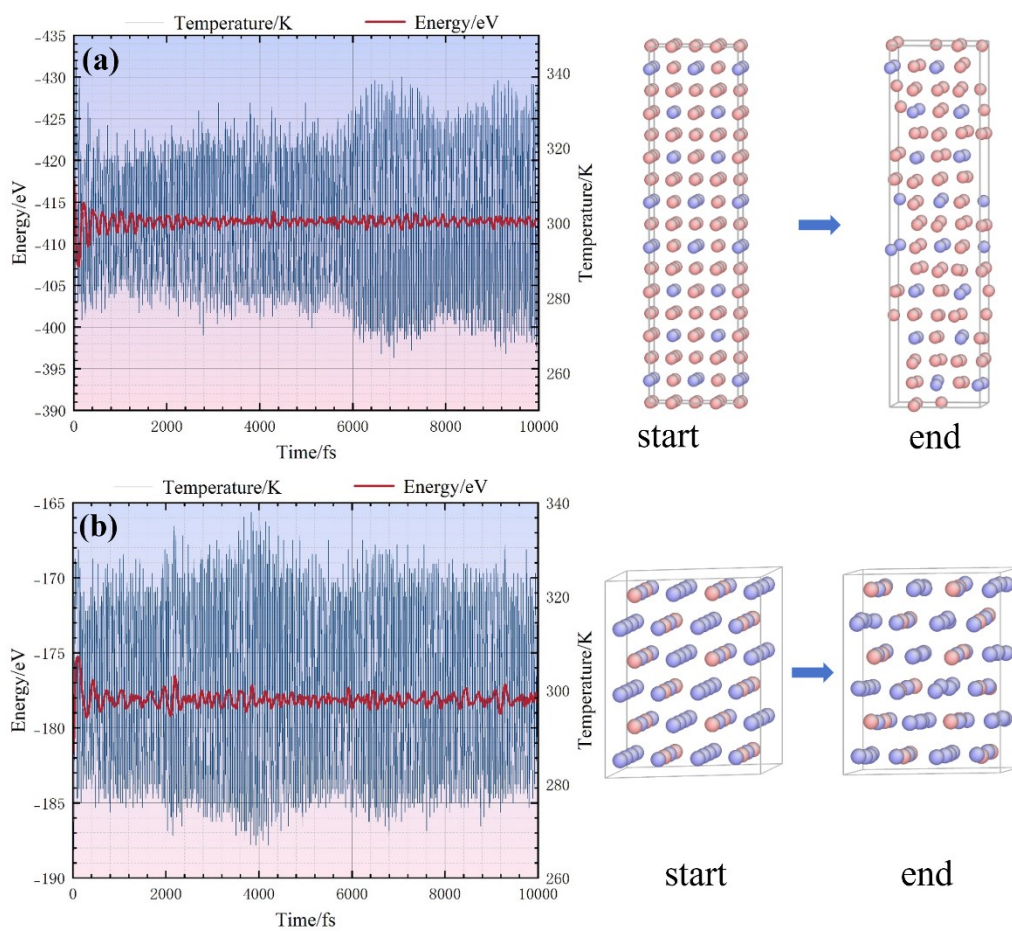 Temperature/K Energy/eV
(a)
-435
-430
-425
-420
-415
-410
-405
-400
-395
-390
Energy/eV
340
320
300
280
260
Temperature/K
0 2000 4000 6000 8000 10000
Time/fs
start end
Temperature/K Energy/eV
(b)
-165
-170
-175
-180
-185
-190
Energy/eV
340
320
300
280
260
Temperature/K
0 2000 4000 6000 8000 10000
Time/fs
start end